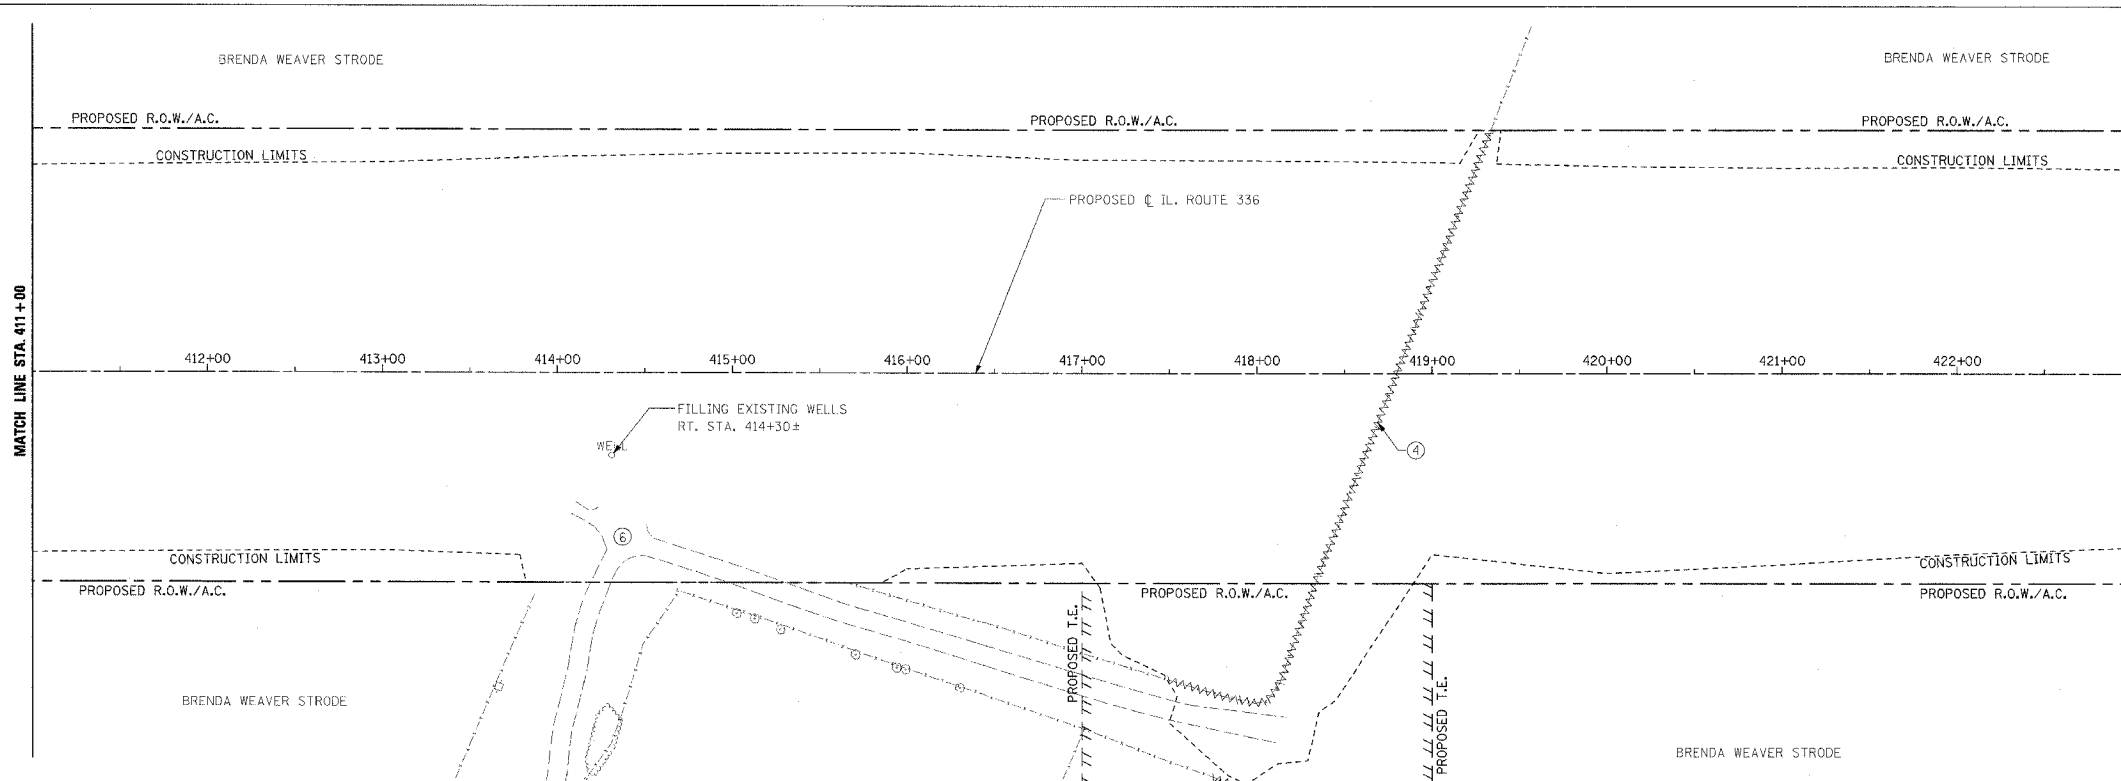 BRENDA WEAVER STRODE
BRENDA WEAVER STRODE
PROPOSED R.O.W./A.C.
PROPOSED R.O.W./A.C.
PROPOSED R.O.W./A.C.
CONSTRUCTION LIMITS
CONSTRUCTION LIMITS
PROPOSED ℄ IL. ROUTE 336
MATCH LINE STA. 411+00
412+00
413+00
414+00
415+00
416+00
417+00
418+00
419+00
420+00
421+00
422+00
FILLING EXISTING WELLS
RT. STA. 414+30±
WELL
4
6
CONSTRUCTION LIMITS
CONSTRUCTION LIMITS
PROPOSED R.O.W./A.C.
PROPOSED R.O.W./A.C.
PROPOSED R.O.W./A.C.
PROPOSED T.E.
PROPOSED T.E.
BRENDA WEAVER STRODE
BRENDA WEAVER STRODE